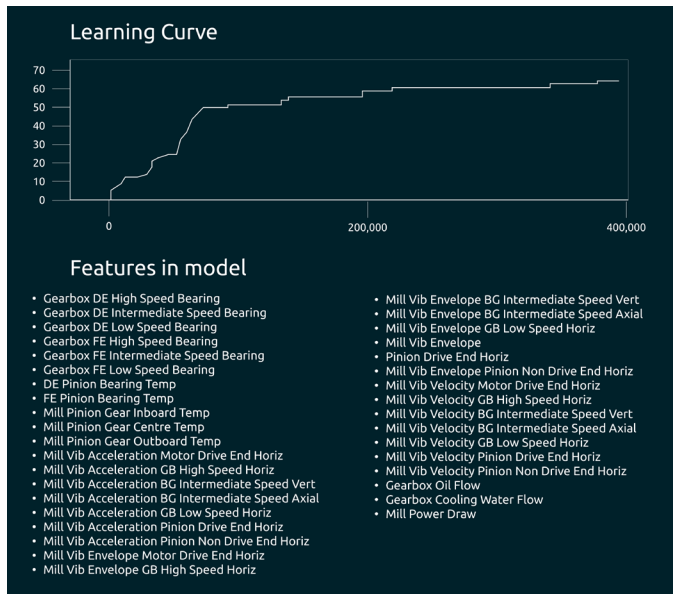 Learning Curve
70
60
50
40
30
20
10
0
0
200,000
400,000
Features in model
• Gearbox DE High Speed Bearing
• Gearbox DE Intermediate Speed Bearing
• Gearbox DE Low Speed Bearing
• Gearbox FE High Speed Bearing
• Gearbox FE Intermediate Speed Bearing
• Gearbox FE Low Speed Bearing
• DE Pinion Bearing Temp
• FE Pinion Bearing Temp
• Mill Pinion Gear Inboard Temp
• Mill Pinion Gear Centre Temp
• Mill Pinion Gear Outboard Temp
• Mill Vib Acceleration Motor Drive End Horiz
• Mill Vib Acceleration GB High Speed Horiz
• Mill Vib Acceleration BG Intermediate Speed Vert
• Mill Vib Acceleration BG Intermediate Speed Axial
• Mill Vib Acceleration GB Low Speed Horiz
• Mill Vib Acceleration Pinion Drive End Horiz
• Mill Vib Acceleration Pinion Non Drive End Horiz
• Mill Vib Envelope Motor Drive End Horiz
• Mill Vib Envelope GB High Speed Horiz
• Mill Vib Envelope BG Intermediate Speed Vert
• Mill Vib Envelope BG Intermediate Speed Axial
• Mill Vib Envelope GB Low Speed Horiz
• Mill Vib Envelope
• Pinion Drive End Horiz
• Mill Vib Envelope Pinion Non Drive End Horiz
• Mill Vib Velocity Motor Drive End Horiz
• Mill Vib Velocity GB High Speed Horiz
• Mill Vib Velocity BG Intermediate Speed Vert
• Mill Vib Velocity BG Intermediate Speed Axial
• Mill Vib Velocity GB Low Speed Horiz
• Mill Vib Velocity Pinion Drive End Horiz
• Mill Vib Velocity Pinion Non Drive End Horiz
• Gearbox Oil Flow
• Gearbox Cooling Water Flow
• Mill Power Draw